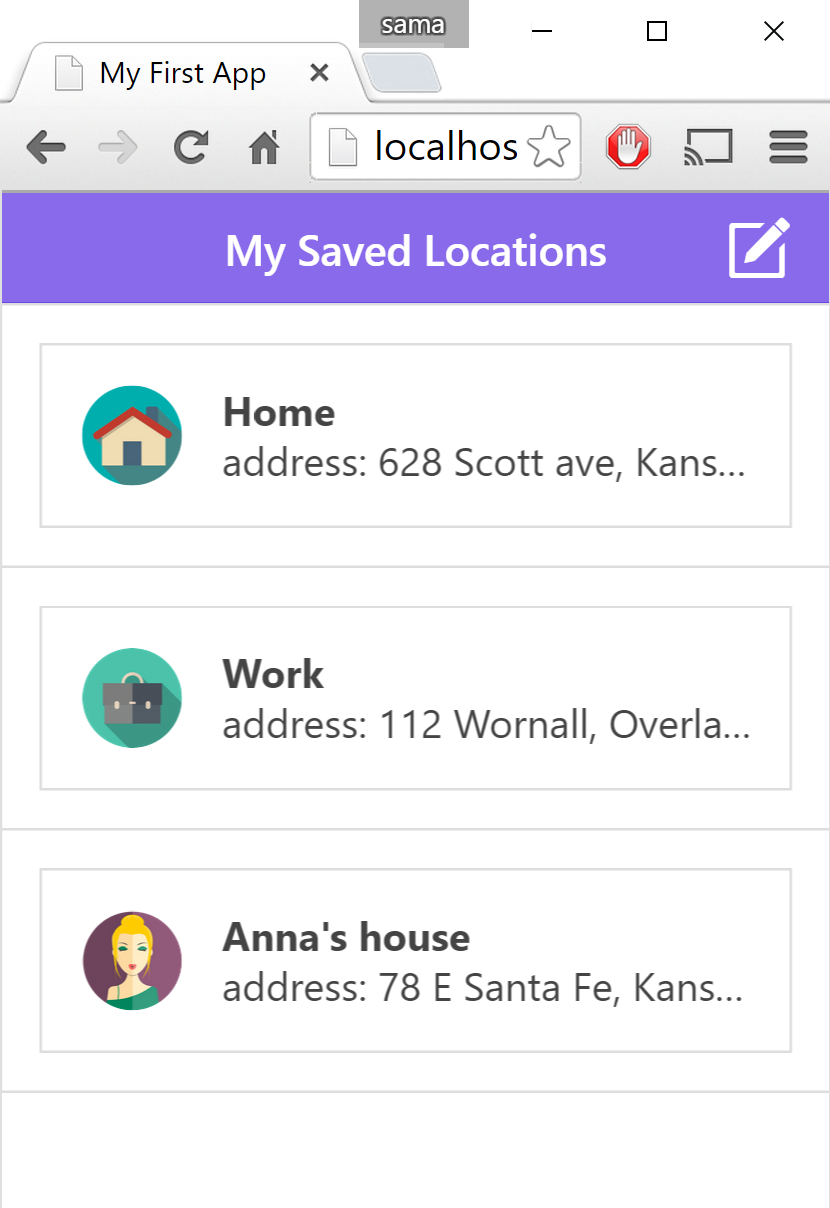 sama
My First App
localhos
My Saved Locations
Home
address: 628 Scott ave, Kans...
Work
address: 112 Wornall, Overla...
Anna's house
address: 78 E Santa Fe, Kans...